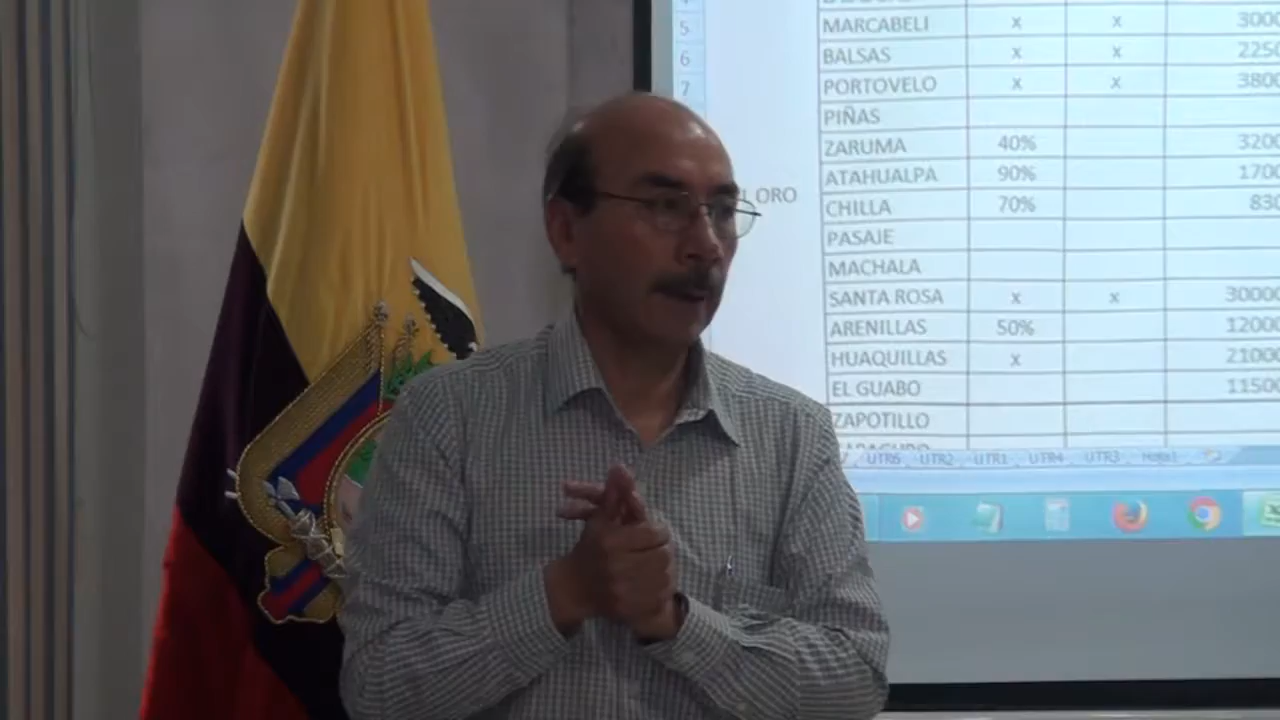 5 MARCABELI x x 3000
6 BALSAS x x 2250
7 PORTOVELO x x 3800
PIÑAS
ZARUMA 40% 3200
ATAHUALPA 90% 1700
ORO CHILLA 70% 830
PASAJE
MACHALA
SANTA ROSA x x 30000
ARENILLAS 50% 12000
HUAQUILLAS x 21000
EL GUABO 11500
ZAPOTILLO
UTR6 UTR2 UTR1 UTR4 UTR3